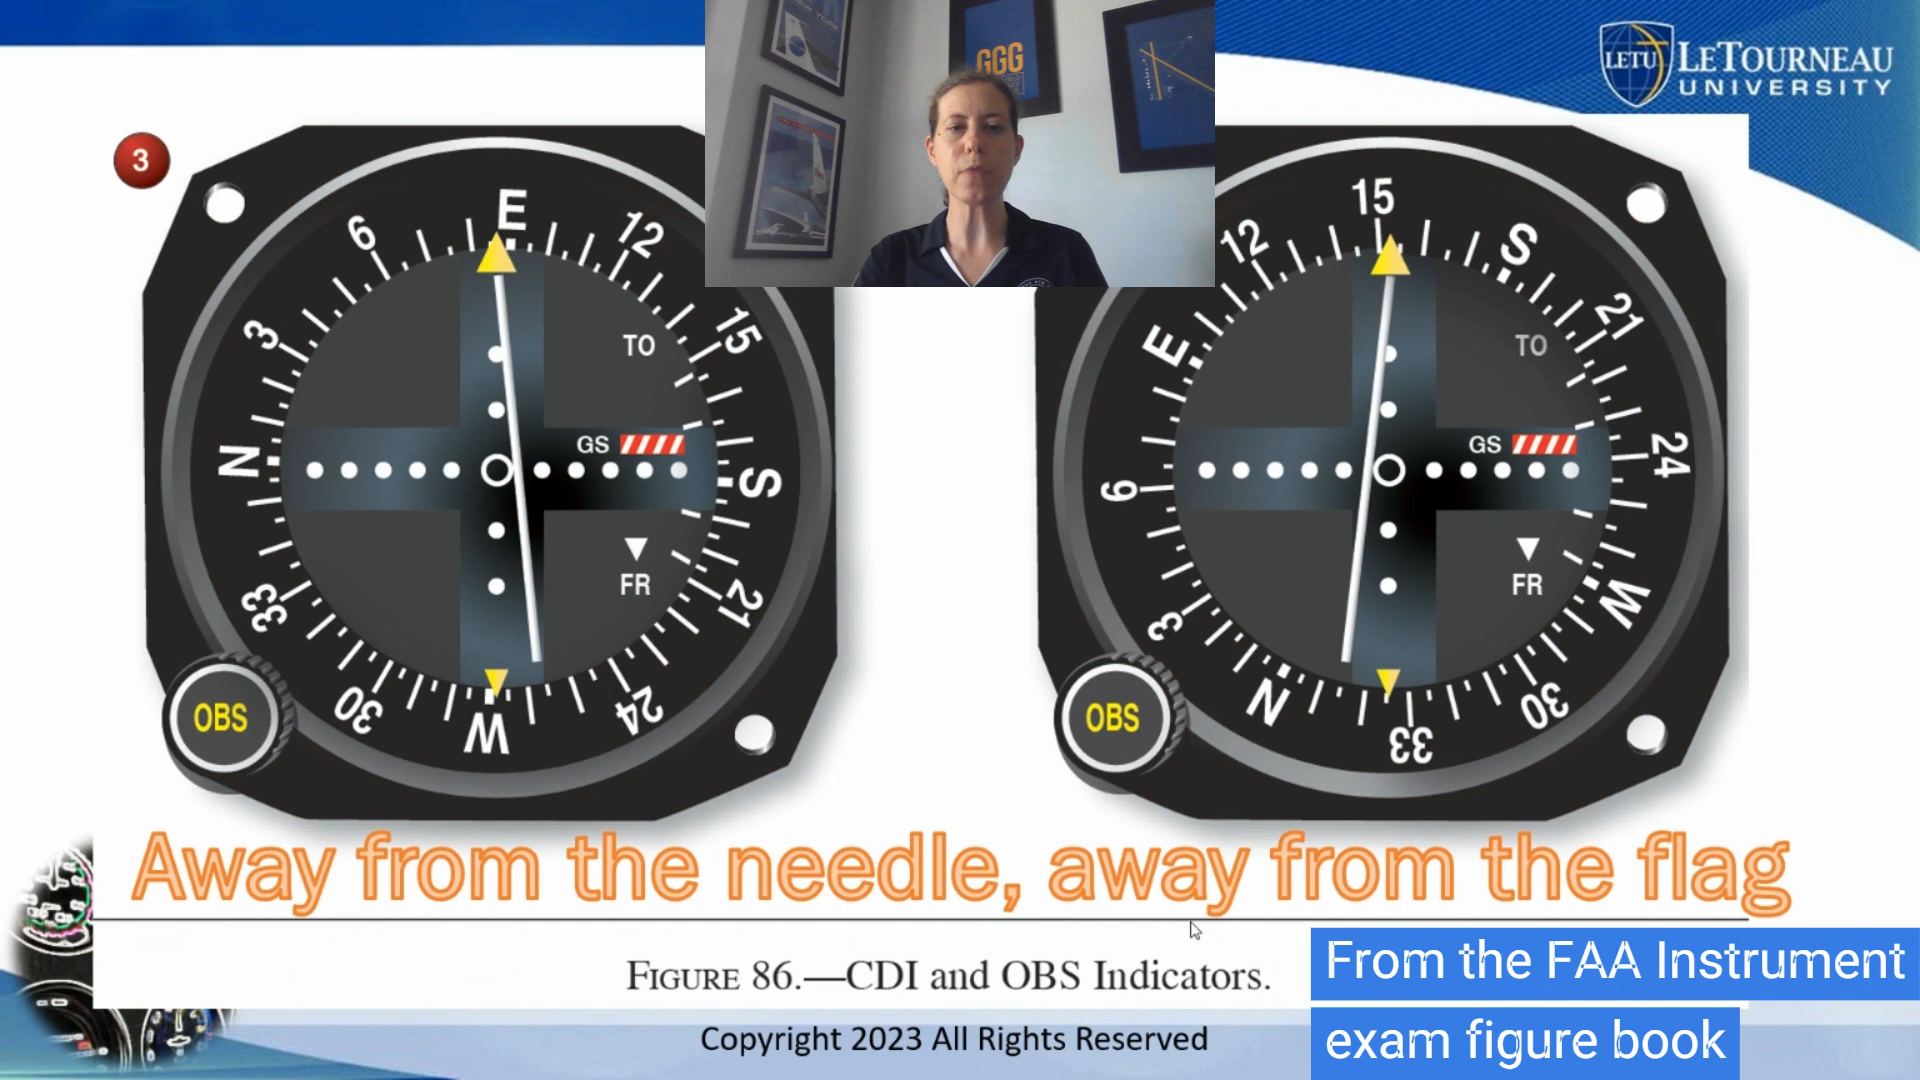 GGG
LETU LETOURNEAU
UNIVERSITY
3
E
12
15
S
21
24
W
30
33
N
3
6
TO
GS
FR
OBS
15
S
21
24
W
30
33
N
3
6
E
12
TO
GS
FR
OBS
Away from the needle, away from the flag
FIGURE 86.—CDI and OBS Indicators.
From the FAA Instrument
exam figure book
Copyright 2023 All Rights Reserved